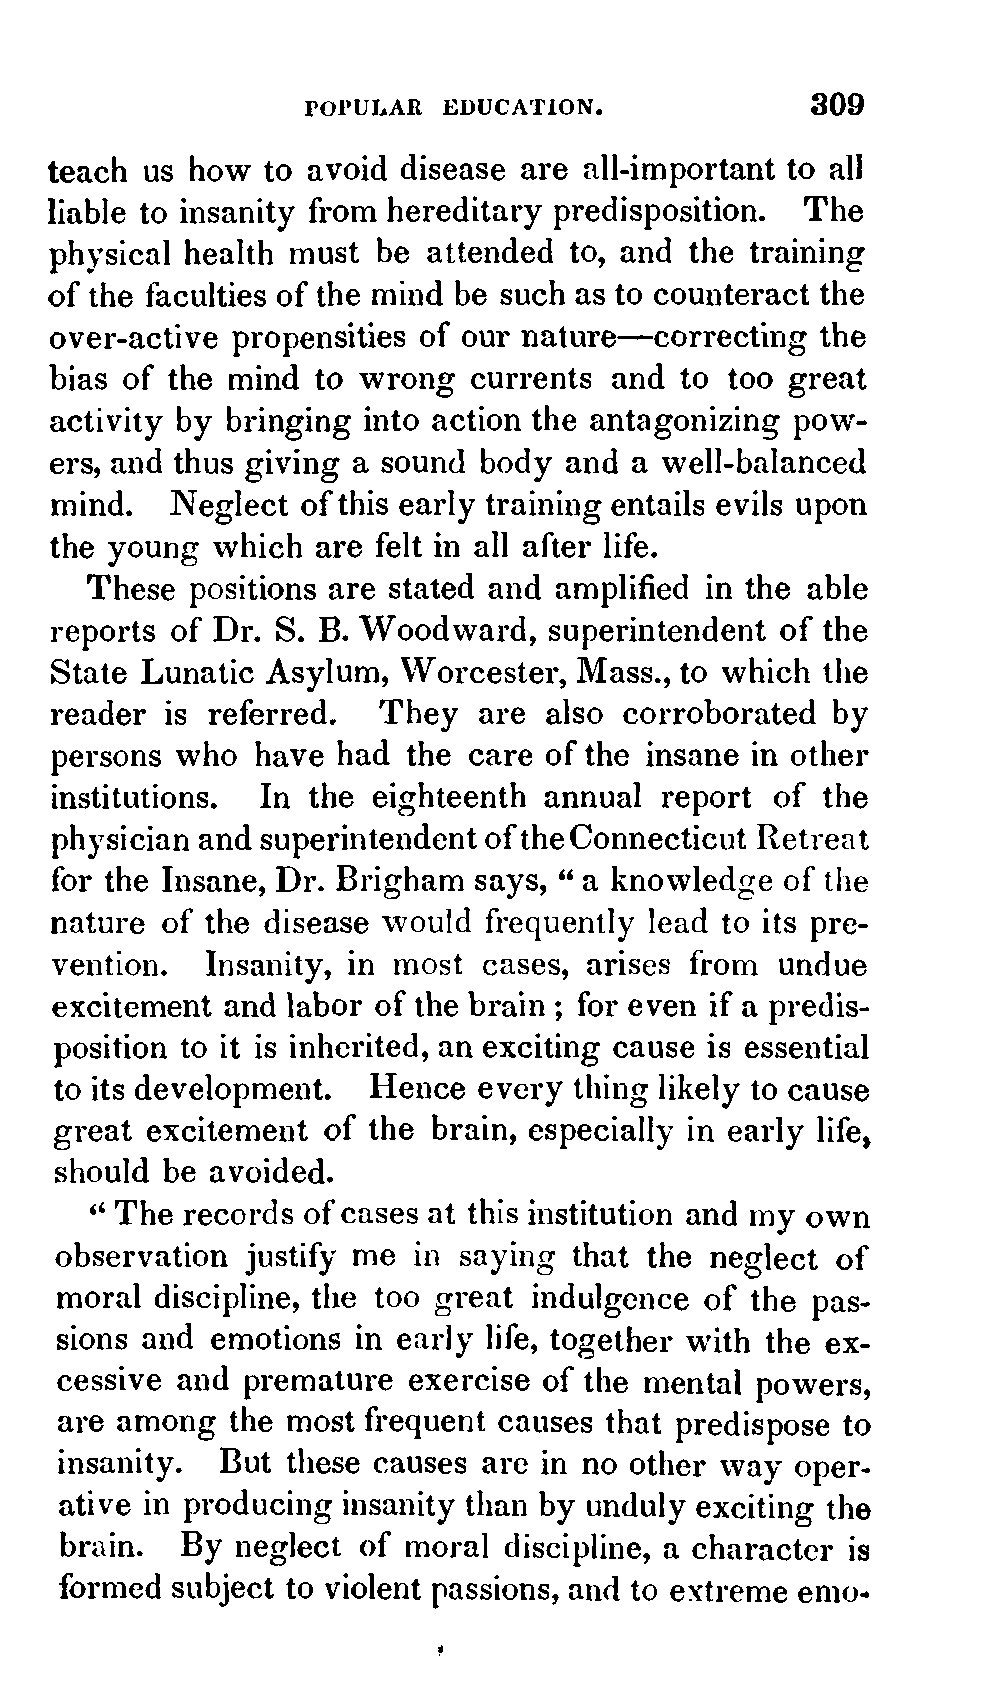 POPULAR EDUCATION. 309
teach us how to avoid disease are all-important to all
liable to insanity from hereditary predisposition. The
physical health must be attended to, and the training
of the faculties of the mind be such as to counteract the
over-active propensities of our nature—correcting the
bias of the mind to wrong currents and to too great
activity by bringing into action the antagonizing pow-
ers, and thus giving a sound body and a well-balanced
mind. Neglect of this early training entails evils upon
the young which are felt in all after life.
These positions are stated and amplified in the able
reports of Dr. S. B. Woodward, superintendent of the
State Lunatic Asylum, Worcester, Mass., to which the
reader is referred. They are also corroborated by
persons who have had the care of the insane in other
institutions. In the eighteenth annual report of the
physician and superintendent of the Connecticut Retreat
for the Insane, Dr. Brigham says, “ a knowledge of the
nature of the disease would frequently lead to its pre-
vention. Insanity, in most cases, arises from undue
excitement and labor of the brain ; for even if a predis-
position to it is inherited, an exciting cause is essential
to its development. Hence every thing likely to cause
great excitement of the brain, especially in early life,
should be avoided.
“ The records of cases at this institution and my own
observation justify me in saying that the neglect of
moral discipline, the too great indulgence of the pas-
sions and emotions in early life, together with the ex-
cessive and premature exercise of the mental powers,
are among the most frequent causes that predispose to
insanity. But these causes are in no other way oper-
ative in producing insanity than by unduly exciting the
brain. By neglect of moral discipline, a character is
formed subject to violent passions, and to extreme emo-